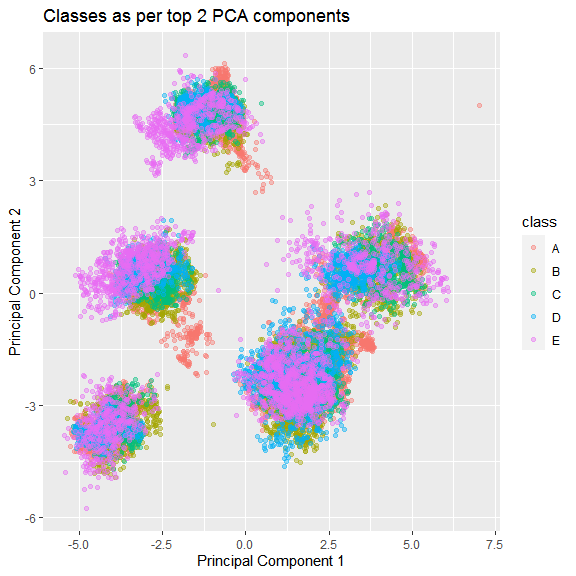 Classes as per top 2 PCA components
Principal Component 2
6
3
0
-3
-6
-5.0
-2.5
0.0
2.5
5.0
7.5
Principal Component 1
class
A
B
C
D
E